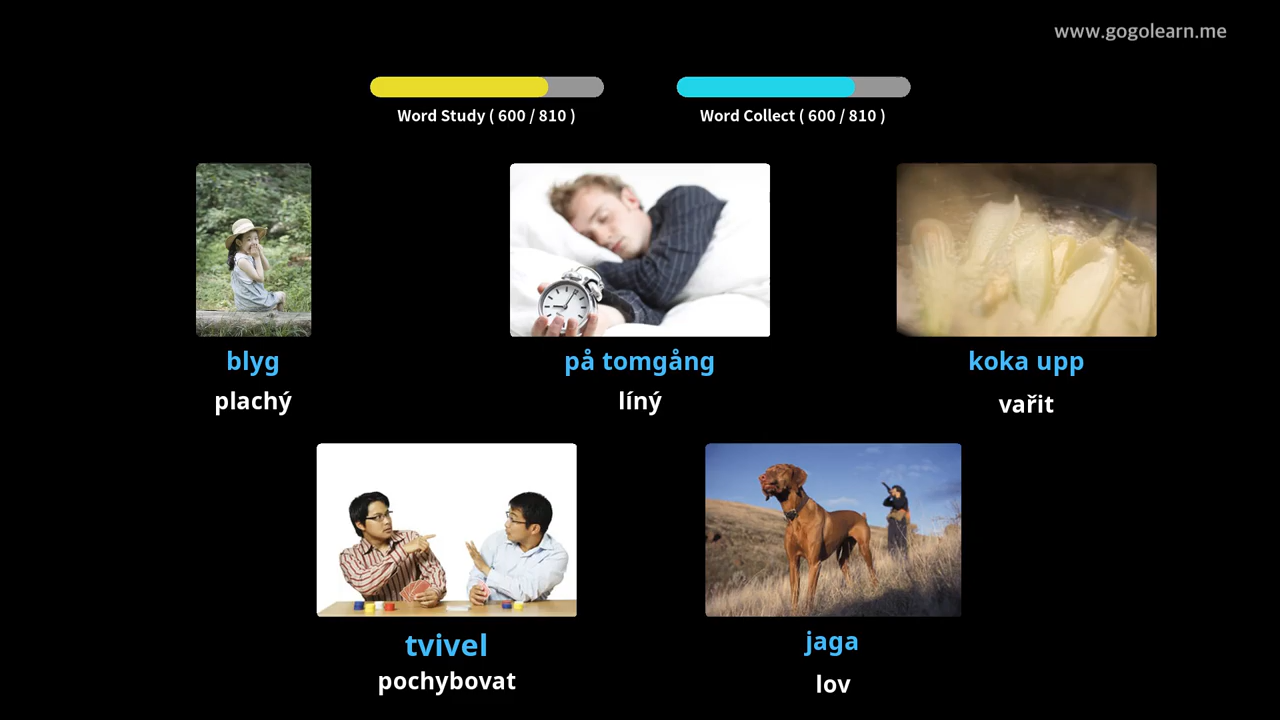 www.gogolearn.me
Word Study ( 600 / 810 )
Word Collect ( 600 / 810 )
blyg
plachý
på tomgång
líný
koka upp
vařit
tvivel
pochybovat
jaga
lov